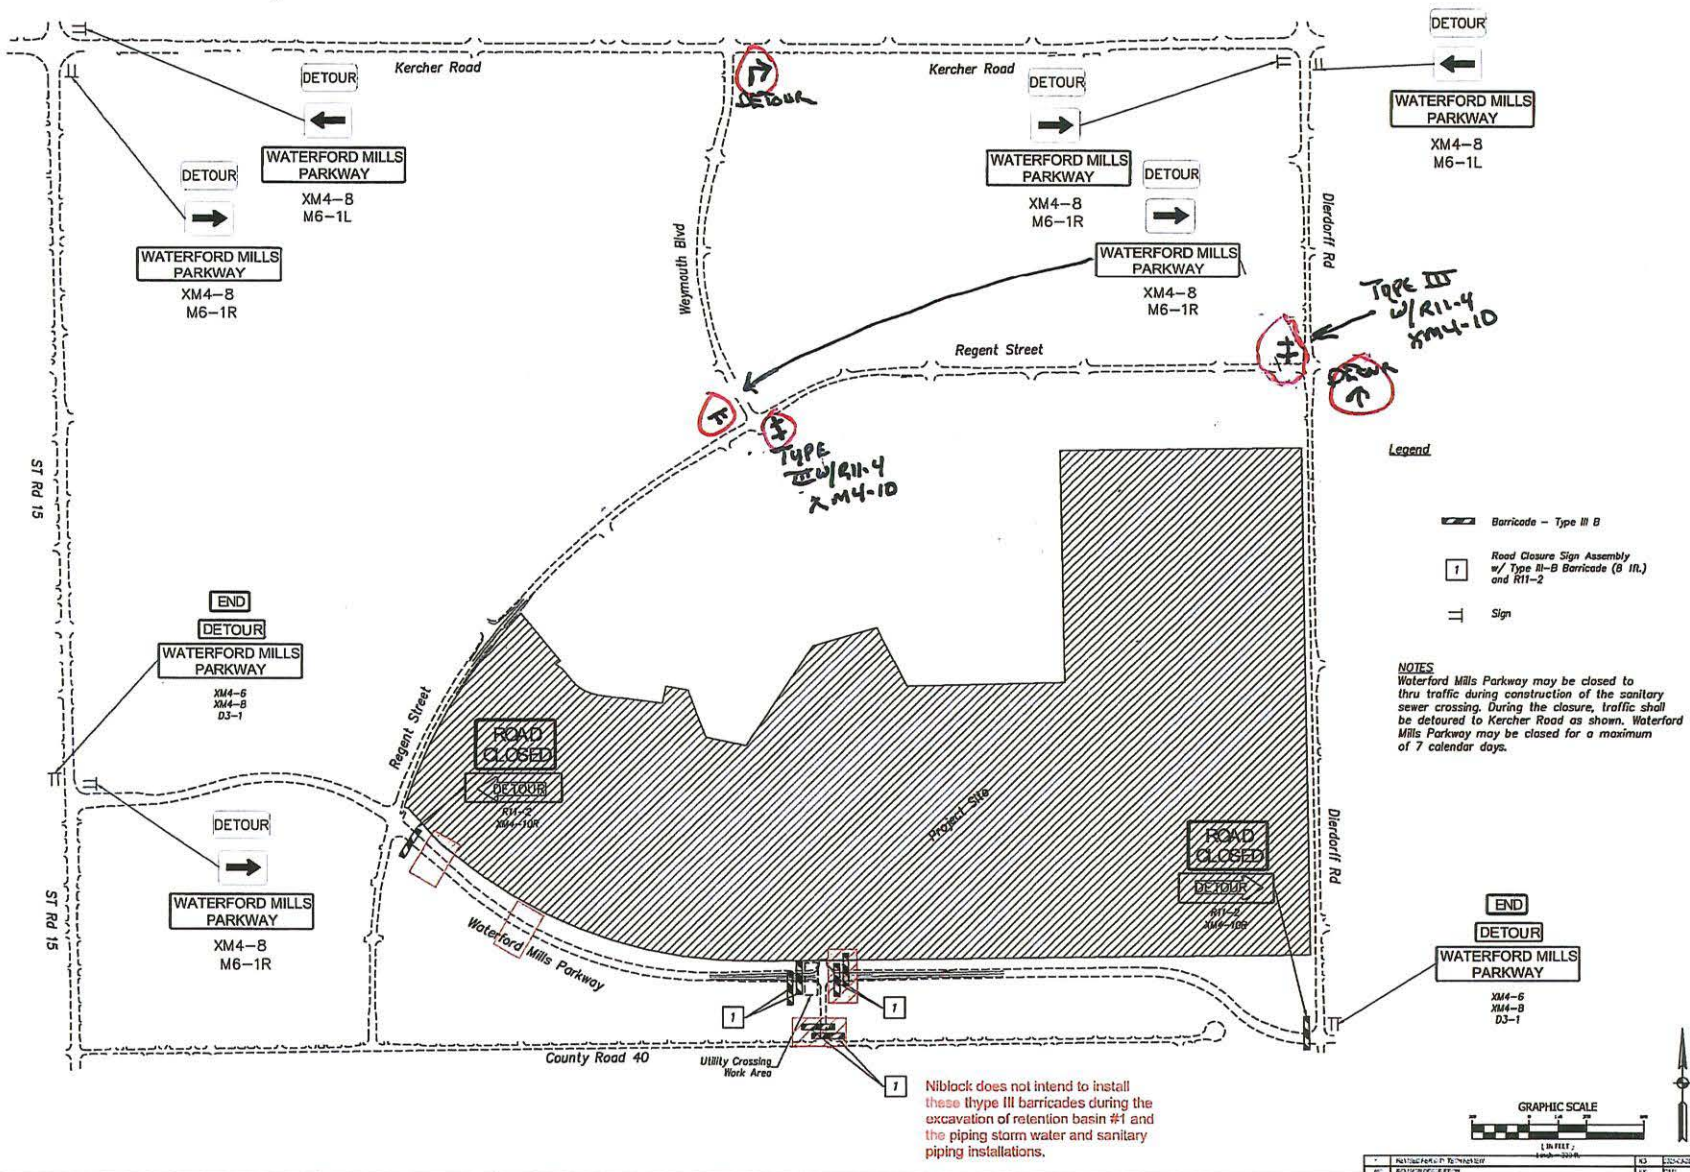 DETOUR
Kercher Road
DETOUR
Kercher Road
DETOUR
WATERFORD MILLS
PARKWAY
XM4-8
M6-1L
DETOUR
WATERFORD MILLS
PARKWAY
XM4-8
M6-1L
DETOUR
WATERFORD MILLS
PARKWAY
XM4-8
M6-1R
DETOUR
WATERFORD MILLS
PARKWAY
XM4-8
M6-1R
DETOUR
WATERFORD MILLS
PARKWAY
XM4-8
M6-1R
Weymouth Blvd
Dierdorff Rd
TYPE III
W/R11-4
XM4-10
Regent Street
DETOUR
TYPE
III W/R11-4
XM4-10
Legend
Barricade - Type III B
Road Closure Sign Assembly
1
w/ Type III-B Barricade (8 lft.)
and R11-2
Sign
ST Rd 15
END
DETOUR
WATERFORD MILLS
PARKWAY
XM4-6
XM4-8
D3-1
NOTES
Waterford Mills Parkway may be closed to
thru traffic during construction of the sanitary
sewer crossing. During the closure, traffic shall
be detoured to Kercher Road as shown. Waterford
Mills Parkway may be closed for a maximum
of 7 calendar days.
Regent Street
ROAD
CLOSED
DETOUR
R11-2
XM4-10R
Project Site
ROAD
CLOSED
DETOUR
R11-2
Dierdorff Rd
DETOUR
WATERFORD MILLS
PARKWAY
XM4-8
M6-1R
ST Rd 15
Waterford Mills Parkway
END
DETOUR
WATERFORD MILLS
PARKWAY
XM4-6
XM4-8
D3-1
1
1
County Road 40
Utility Crossing
Work Area
1
Niblock does not intend to install
these thype III barricades during the
excavation of retention basin #1 and
the piping storm water and sanitary
piping installations.
GRAPHIC SCALE